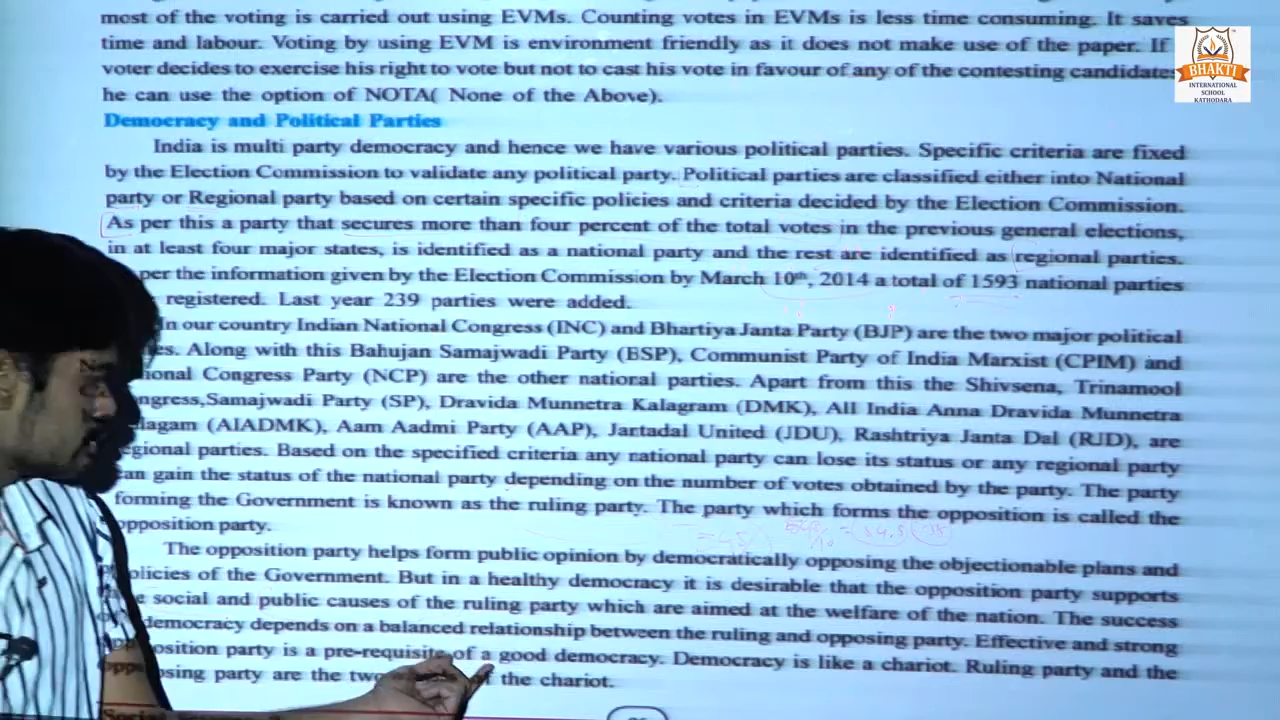 most of the voting is carried out using EVMs. Counting votes in EVMs is less time consuming. It saves
time and labour. Voting by using EVM is environment friendly as it does not make use of the paper. If
voter decides to exercise his right to vote but not to cast his vote in favour of any of the contesting candidates
he can use the option of NOTA( None of the Above).
Democracy and Political Parties
India is multi party democracy and hence we have various political parties. Specific criteria are fixed
by the Election Commission to validate any political party. Political parties are classified either into National
party or Regional party based on certain specific policies and criteria decided by the Election Commission.
As per this a party that secures more than four percent of the total votes in the previous general elections,
in at least four major states, is identified as a national party and the rest are identified as regional parties.
per the information given by the Election Commission by March 10th, 2014 a total of 1593 national parties
registered. Last year 239 parties were added.
In our country Indian National Congress (INC) and Bhartiya Janta Party (BJP) are the two major political
es. Along with this Bahujan Samajwadi Party (BSP), Communist Party of India Marxist (CPIM) and
ional Congress Party (NCP) are the other national parties. Apart from this the Shivsena, Trinamool
ngress,Samajwadi Party (SP), Dravida Munnetra Kalagram (DMK), All India Anna Dravida Munnetra
lagam (AIADMK), Aam Aadmi Party (AAP), Jartadal United (JDU), Rashtriya Janta Dal (RJD), are
egional parties. Based on the specified criteria any national party can lose its status or any regional party
an gain the status of the national party depending on the number of votes obtained by the party. The party
forming the Government is known as the ruling party. The party which forms the opposition is called the
opposition party.
The opposition party helps form public opinion by democratically opposing the objectionable plans and
olicies of the Government. But in a healthy democracy it is desirable that the opposition party supports
e social and public causes of the ruling party which are aimed at the welfare of the nation. The success
democracy depends on a balanced relationship between the ruling and opposing party. Effective and strong
osition party is a pre-requisite of a good democracy. Democracy is like a chariot. Ruling party and the
sing party are the two of the chariot.
BHAKTI
INTERNATIONAL
SCHOOL
KATHODARA